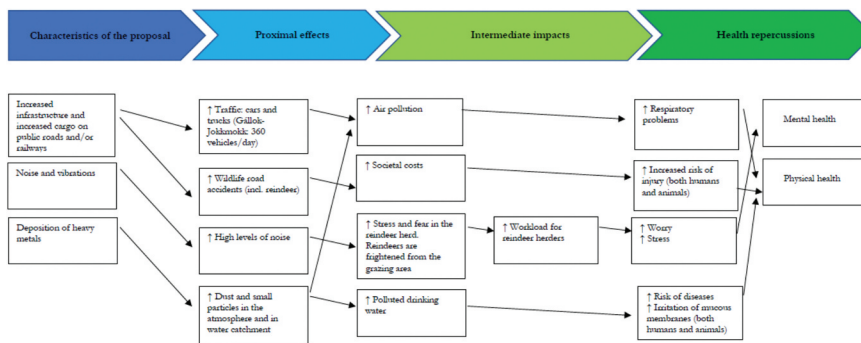 Characteristics of the proposal
Proximal effects
Intermediate impacts
Health repercussions
Increased
infrastructure and
increased cargo on
public roads and/or
railways
Noise and vibrations
Deposition of heavy
metals
↑ Traffic: cars and
trucks (Gállok-
Jokkmokk: 360
vehicles/day)
↑ Wildlife road
accidents (incl. reindeer)
↑ High levels of noise
↑ Dust and small
particles in the
atmosphere and in
water catchment
↑ Air pollution
↑ Societal costs
↑ Stress and fear in the
reindeer herd.
Reindeers are
frightened from the
grazing area
↑ Polluted drinking
water
↑ Workload for
reindeer herders
↑ Respiratory
problems
↑ Increased risk of
injury (both humans
and animals)
↑ Worry
↑ Stress
↑ Risk of diseases
↑ Irritation of mucous
membranes (both
humans and animals)
Mental health
Physical health